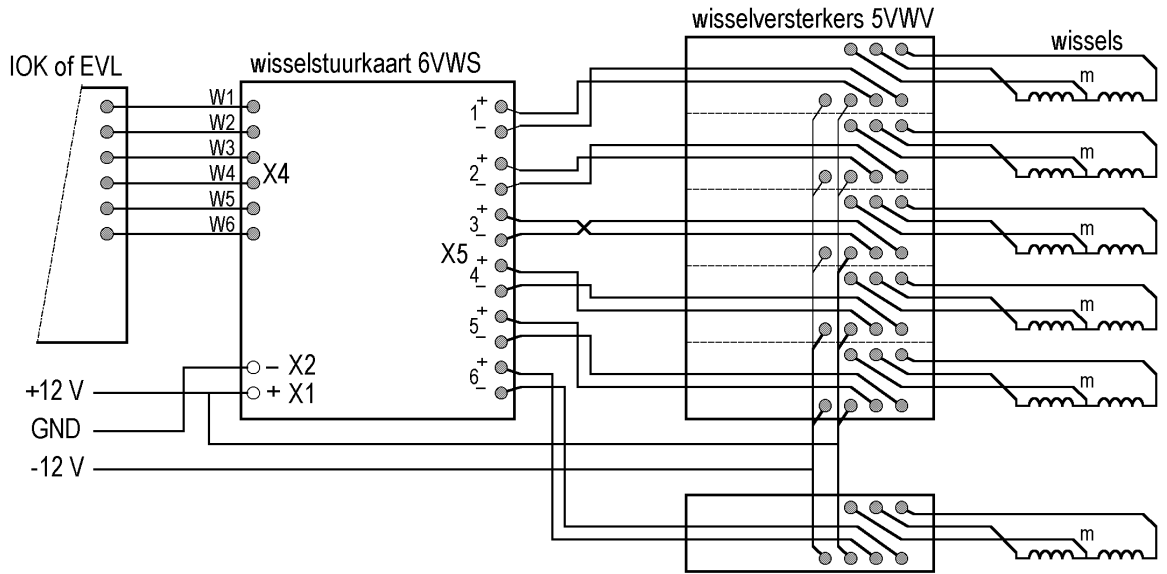 wisselversterkers 5VWV
wissels
IOK of EVL
wisselstuurkaart 6VWS
W1
W2
W3
W4
W5
W6
X4
1 + –
2 + –
3 + –
X5
4 + –
5 + –
6 + –
– X2
+ X1
+12 V
GND
-12 V
m
m
m
m
m
m